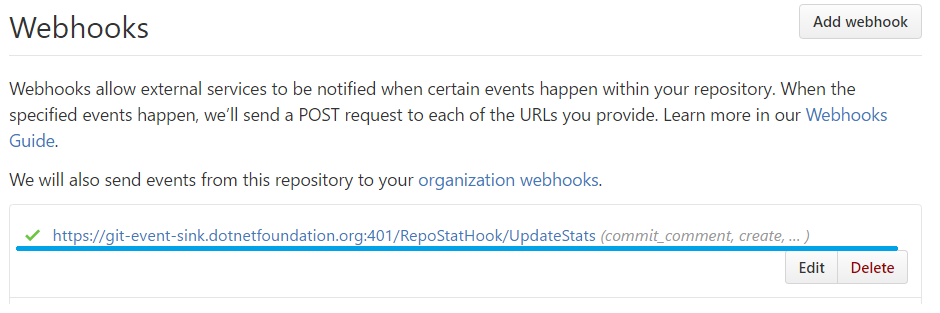 Webhooks
Add webhook
Webhooks allow external services to be notified when certain events happen within your repository. When the
specified events happen, we’ll send a POST request to each of the URLs you provide. Learn more in our Webhooks
Guide.
We will also send events from this repository to your organization webhooks.
https://git-event-sink.dotnetfoundation.org:401/RepoStatHook/UpdateStats (commit_comment, create, ... )
Edit
Delete